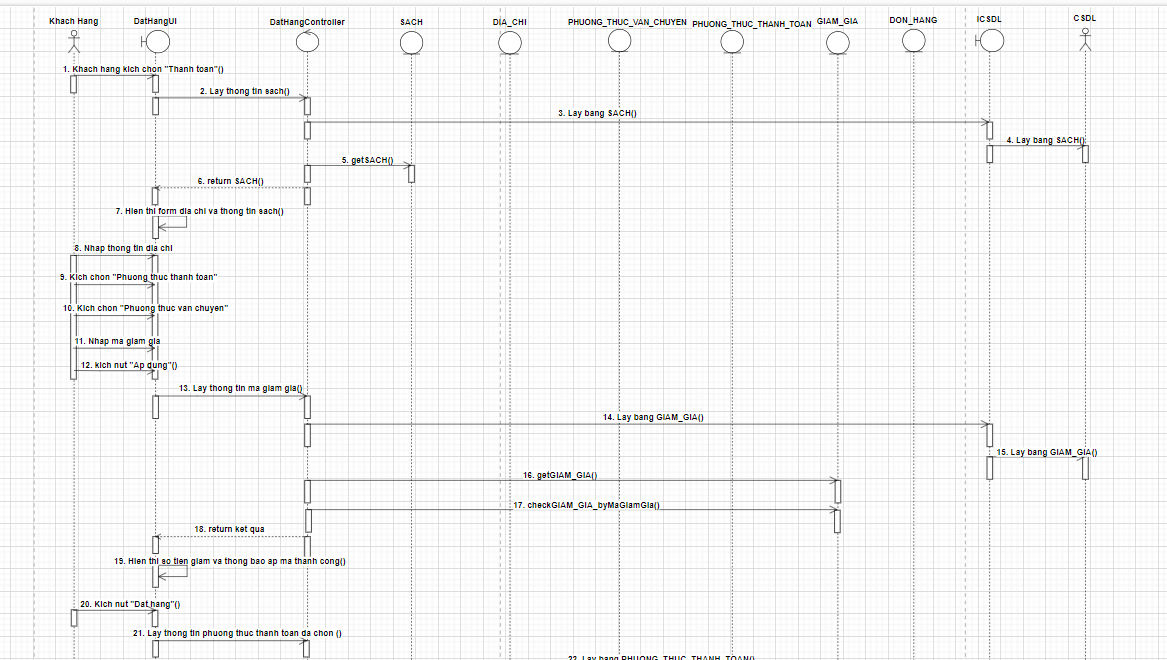 Khach Hang
DatHangUI
DatHangController
SACH
DIA_CHI
PHUONG_THUC_VAN_CHUYEN
PHUONG_THUC_THANH_TOAN
GIAM_GIA
DON_HANG
ICSDL
CSDL
1. Khach hang kich chon "Thanh toan"()
2. Lay thong tin sach()
3. Lay bang SACH()
4. Lay bang SACH()
5. getSACH()
6. return SACH()
7. Hien thi form dia chi va thong tin sach()
8. Nhap thong tin dia chi
9. Kich chon "Phuong thuc thanh toan"
10. Kich chon "Phuong thuc van chuyen"
11. Nhap ma giam gia
12. kich nut "Ap dung"()
13. Lay thong tin ma giam gia()
14. Lay bang GIAM_GIA()
15. Lay bang GIAM_GIA()
16. getGIAM_GIA()
17. checkGIAM_GIA_byMaGiamGia()
18. return ket qua
19. Hien thi so tien giam va thong bao ap ma thanh cong()
20. Kich nut "Dat hang"()
21. Lay thong tin phuong thuc thanh toan da chon ()
22. Lay bang PHUONG_THUC_THANH_TOAN()